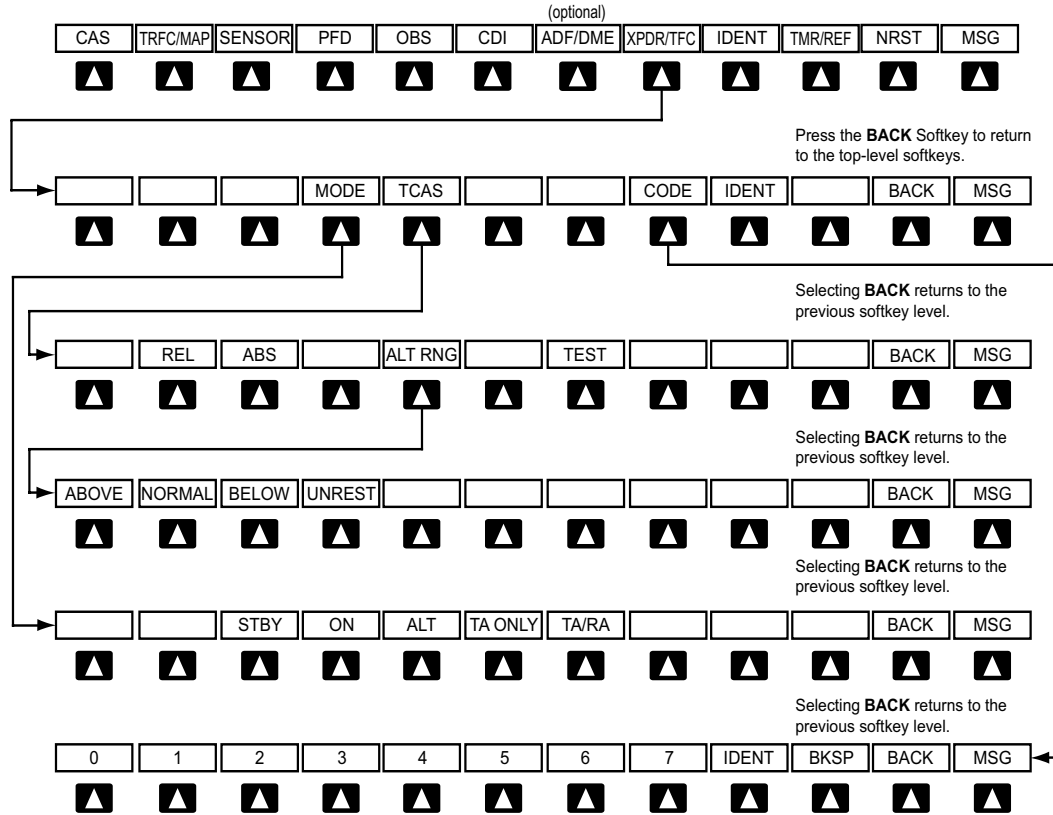 (optional)
CAS TRFC/MAP SENSOR PFD OBS CDI ADF/DME XPDR/TFC IDENT TMR/REF NRST MSG
Press the BACK Softkey to return
to the top-level softkeys.
MODE TCAS CODE IDENT BACK MSG
Selecting BACK returns to the
previous softkey level.
REL ABS ALT RNG TEST BACK MSG
Selecting BACK returns to the
previous softkey level.
ABOVE NORMAL BELOW UNREST BACK MSG
Selecting BACK returns to the
previous softkey level.
STBY ON ALT TA ONLY TA/RA BACK MSG
Selecting BACK returns to the
previous softkey level.
0 1 2 3 4 5 6 7 IDENT BKSP BACK MSG